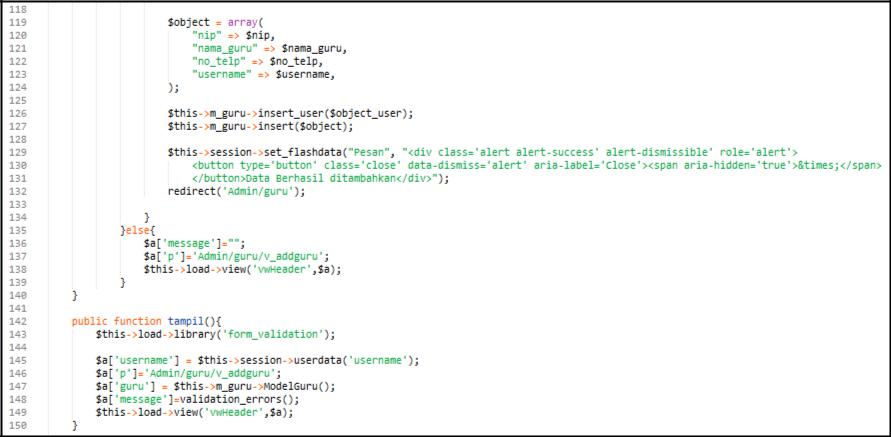 118
119 $object = array(
120 "nip" => $nip,
121 "nama_guru" => $nama_guru,
122 "no_telp" => $no_telp,
123 "username" => $username,
124 );
125
126 $this->m_guru->insert_user($object_user);
127 $this->m_guru->insert($object);
128
129 $this->session->set_flashdata("Pesan", "<div class='alert alert-success' alert-dismissible' role='alert'>
130 <button type='button' class='close' data-dismiss='alert' aria-label='Close'><span aria-hidden='true'>&times;</span>
131 </button>Data Berhasil ditambahkan</div>");
132 redirect('Admin/guru');
133
134 }
135 }else{
136 $a['message']="";
137 $a['p']='Admin/guru/v_addguru';
138 $this->load->view('vwHeader',$a);
139 }
140 }
141
142 public function tampil(){
143 $this->load->library('form_validation');
144
145 $a['username'] = $this->session->userdata('username');
146 $a['p']='Admin/guru/v_addguru';
147 $a['guru'] = $this->m_guru->ModelGuru();
148 $a['message']=validation_errors();
149 $this->load->view('vwHeader',$a);
150 }